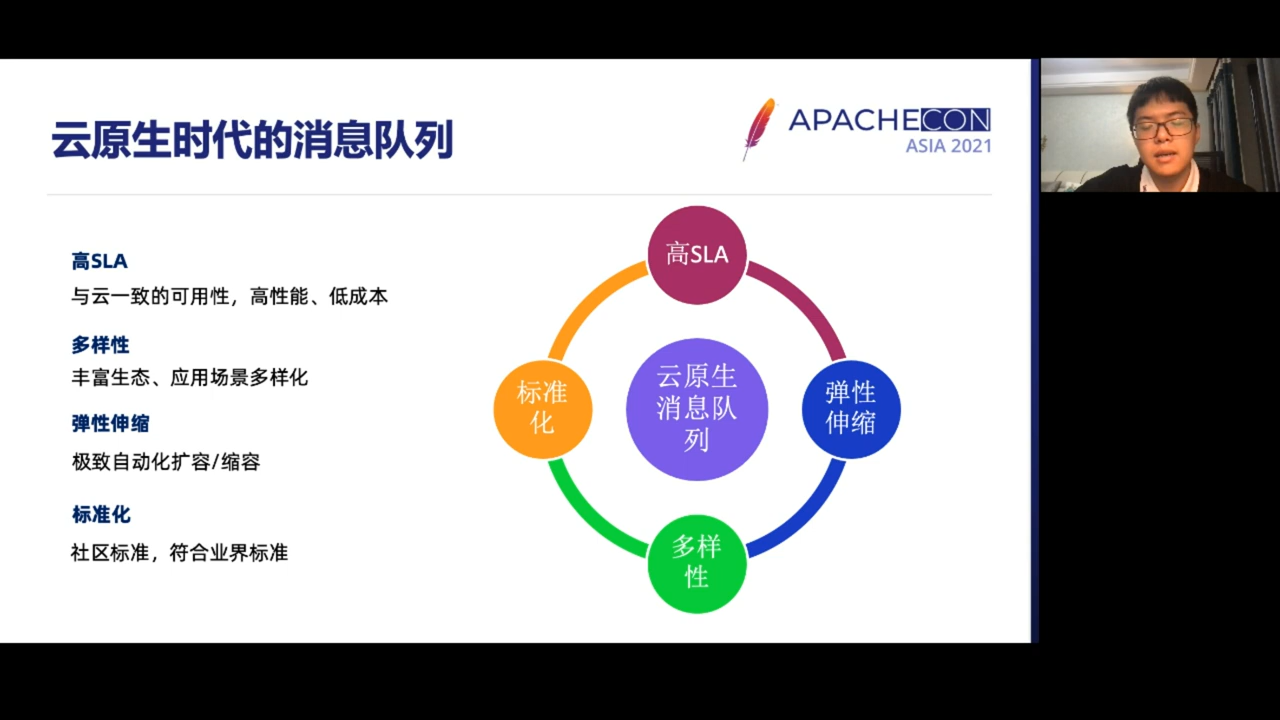 云原生时代的消息队列
APACHECON
ASIA 2021
高SLA
与云一致的可用性，高性能、低成本
多样性
丰富生态、应用场景多样化
弹性伸缩
极致自动化扩容/缩容
标准化
社区标准，符合业界标准
高SLA
标准
化
云原生
消息队
列
弹性
伸缩
多样
性